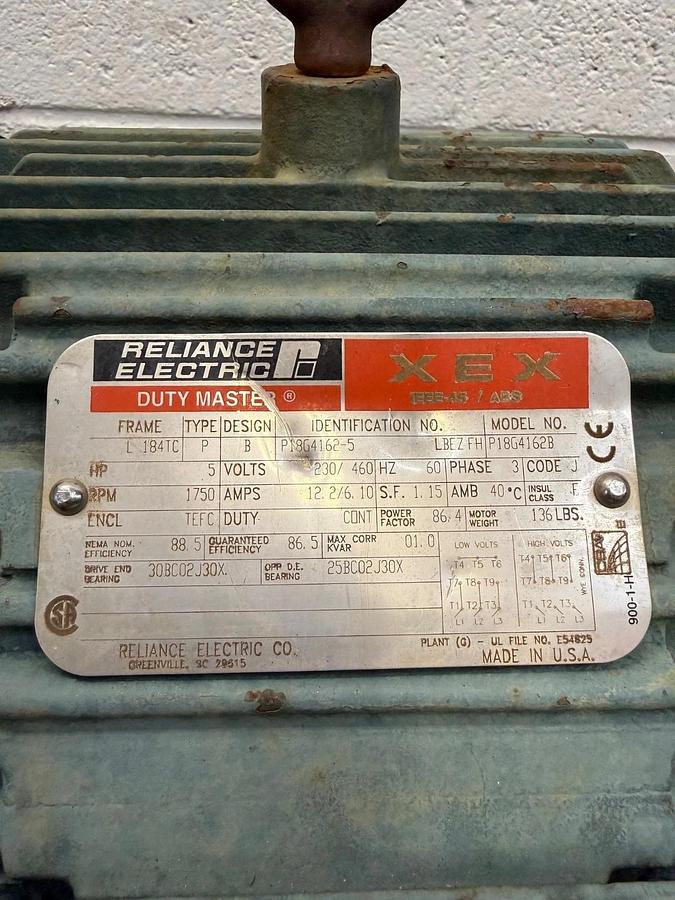 RELIANCE
ELECTRIC
DUTY MASTER ®
XEX
IEEE-45 / ABS
FRAME TYPE DESIGN IDENTIFICATION NO. MODEL NO.
L 184TC P B P18G4162-5 LBEZFH P18G4162B
HP 5 VOLTS 230/ 460 HZ 60 PHASE 3 CODE J
RPM 1750 AMPS 12.2/6.10 S.F. 1.15 AMB 40°C INSUL CLASS F
ENCL TEFC DUTY CONT POWER FACTOR 86.4 MOTOR WEIGHT 136 LBS.
NEMA NOM. EFFICIENCY 88.5 GUARANTEED EFFICIENCY 86.5 MAX CORR KVAR 01.0 LOW VOLTS HIGH VOLTS
DRIVE END BEARING 30BC02J30X OPP D.E. BEARING 25BC02J30X
T4 T5 T6 T4 T5 T6
T7 T8 T9 T7 T8 T9
T1 T2 T3 T1 T2 T3
L1 L2 L3 L1 L2 L3
WYE CONN.
CE
SA
900-1-H
PLANT (G) - UL FILE NO. E54825
RELIANCE ELECTRIC CO.
GREENVILLE, SC 29615
MADE IN U.S.A.